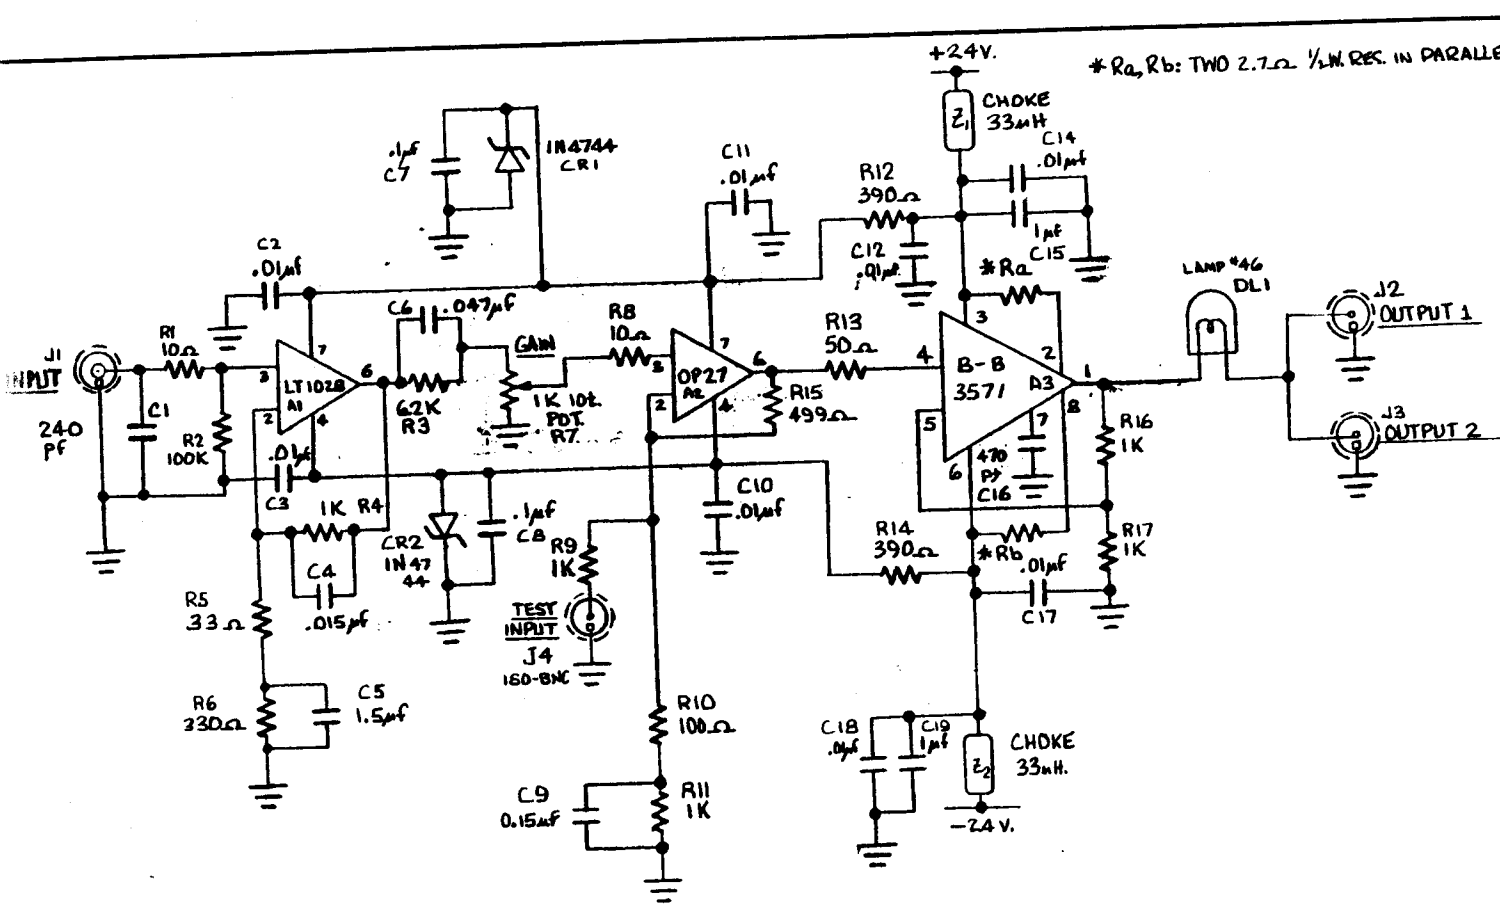 +24V.
* Ra, Rb: TWO 2.7Ω ½W. RES. IN PARALLE
Z1
CHOKE
33µH
C14
.01µf
1µf
C15
.1µf
C7
1N4744
CR1
C11
.01µf
R12
390Ω
C12
.01µf
*Ra
C2
.01µf
C6
.047µf
LAMP #46
DL1
J1
INPUT
R1
10Ω
7
3
LT1028
A1
6
2
4
GAIN
1K 10t.
POT.
R7
62K
R3
R8
10Ω
7
3
OP27
A2
6
2
4
R13
50Ω
R15
499Ω
4
3
2
B-B
3571
A3
1
8
7
5
6
470
Pf
C16
J2
OUTPUT 1
J3
OUTPUT 2
240
Pf
C1
R2
100K
.01µf
C3
1K R4
C4
.015µf
CR2
1N47
44
.1µf
C8
C10
.01µf
R16
1K
R17
1K
R14
390Ω
*Rb
.01µf
C17
R9
1K
TEST
INPUT
J4
ISO-BNC
R5
33Ω
R6
330Ω
C5
1.5µf
R10
100Ω
C9
0.15µf
R11
1K
C18
.01µf
C19
1µf
Z2
CHOKE
33µH.
-24V.